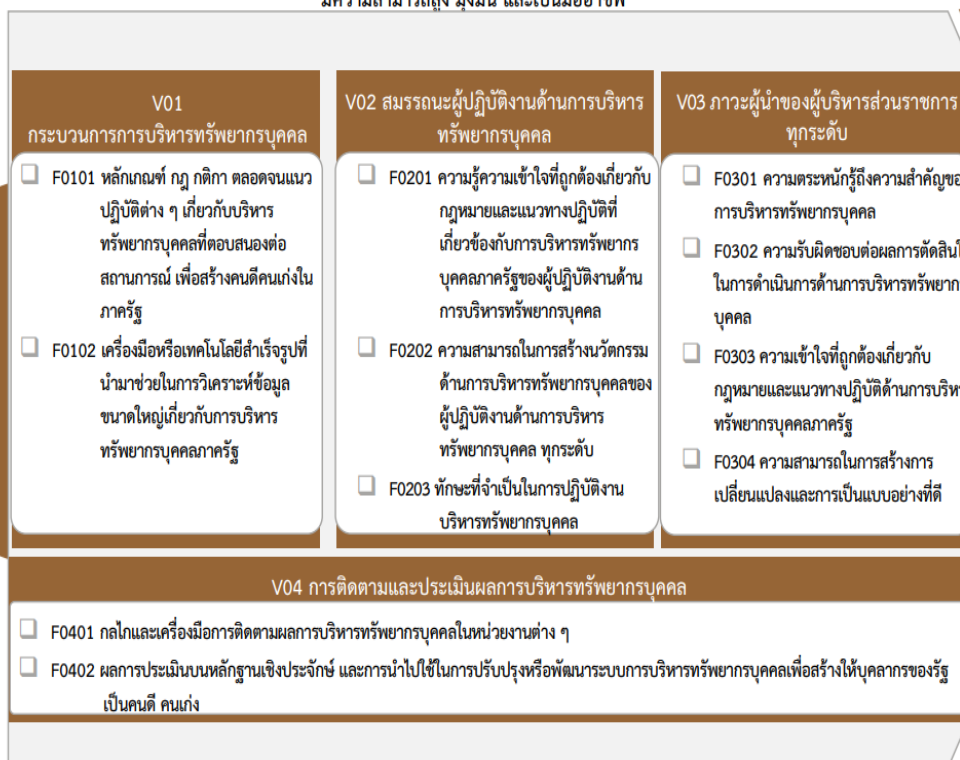 มีความสามารถสูง มุ่งมั่น และเป็นมืออาชีพ
V01
กระบวนการการบริหารทรัพยากรบุคคล
F0101 หลักเกณฑ์ กฎ กติกา ตลอดจนแนว
ปฏิบัติต่าง ๆ เกี่ยวกับบริหาร
ทรัพยากรบุคคลที่ตอบสนองต่อ
สถานการณ์ เพื่อสร้างคนดีคนเก่งใน
ภาครัฐ
F0102 เครื่องมือหรือเทคโนโลยีสำเร็จรูปที่
นำมาช่วยในการวิเคราะห์ข้อมูล
ขนาดใหญ่เกี่ยวกับการบริหาร
ทรัพยากรบุคคลภาครัฐ
V02 สมรรถนะผู้ปฏิบัติงานด้านการบริหาร
ทรัพยากรบุคคล
F0201 ความรู้ความเข้าใจที่ถูกต้องเกี่ยวกับ
กฎหมายและแนวทางปฏิบัติที่
เกี่ยวข้องกับการบริหารทรัพยากร
บุคคลภาครัฐของผู้ปฏิบัติงานด้าน
การบริหารทรัพยากรบุคคล
F0202 ความสามารถในการสร้างนวัตกรรม
ด้านการบริหารทรัพยากรบุคคลของ
ผู้ปฏิบัติงานด้านการบริหาร
ทรัพยากรบุคคล ทุกระดับ
F0203 ทักษะที่จำเป็นในการปฏิบัติงาน
บริหารทรัพยากรบุคคล
V03 ภาวะผู้นำของผู้บริหารส่วนราชการ
ทุกระดับ
F0301 ความตระหนักรู้ถึงความสำคัญขอ
การบริหารทรัพยากรบุคคล
F0302 ความรับผิดชอบต่อผลการตัดสินใ
ในการดำเนินการด้านการบริหารทรัพยาก
บุคคล
F0303 ความเข้าใจที่ถูกต้องเกี่ยวกับ
กฎหมายและแนวทางปฏิบัติด้านการบริห
ทรัพยากรบุคคลภาครัฐ
F0304 ความสามารถในการสร้างการ
เปลี่ยนแปลงและการเป็นแบบอย่างที่ดี
V04 การติดตามและประเมินผลการบริหารทรัพยากรบุคคล
F0401 กลไกและเครื่องมือการติดตามผลการบริหารทรัพยากรบุคคลในหน่วยงานต่าง ๆ
F0402 ผลการประเมินบนหลักฐานเชิงประจักษ์ และการนำไปใช้ในการปรับปรุงหรือพัฒนาระบบการบริหารทรัพยากรบุคคลเพื่อสร้างให้บุคลากรของรัฐ
เป็นคนดี คนเก่ง